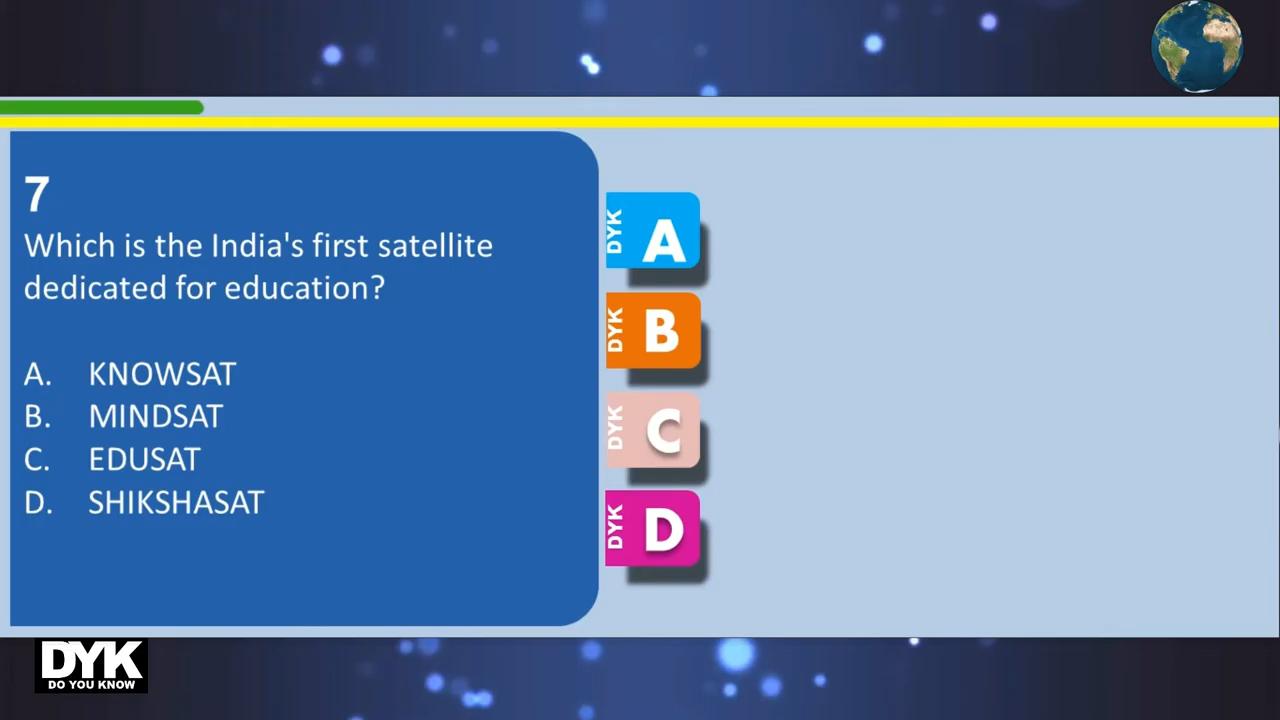 7
Which is the India's first satellite
dedicated for education?
A. KNOWSAT
B. MINDSAT
C. EDUSAT
D. SHIKSHASAT
DYK A
DYK B
DYK C
DYK D
DYK
DO YOU KNOW